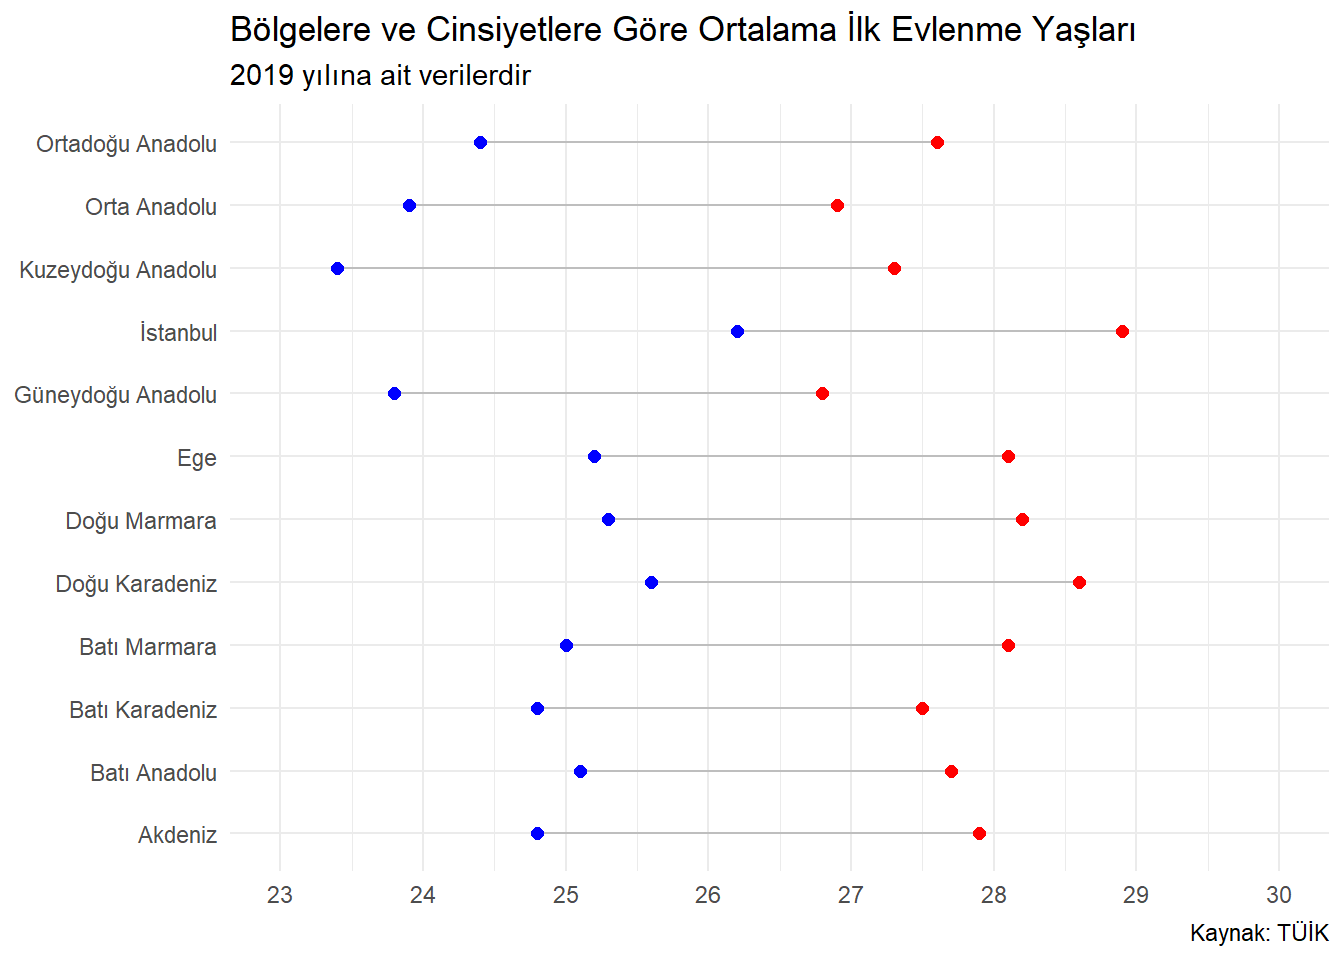 Bölgelere ve Cinsiyetlere Göre Ortalama İlk Evlenme Yaşları
2019 yılına ait verilerdir
Ortadoğu Anadolu
Orta Anadolu
Kuzeydoğu Anadolu
İstanbul
Güneydoğu Anadolu
Ege
Doğu Marmara
Doğu Karadeniz
Batı Marmara
Batı Karadeniz
Batı Anadolu
Akdeniz
23 24 25 26 27 28 29 30
Kaynak: TÜİK